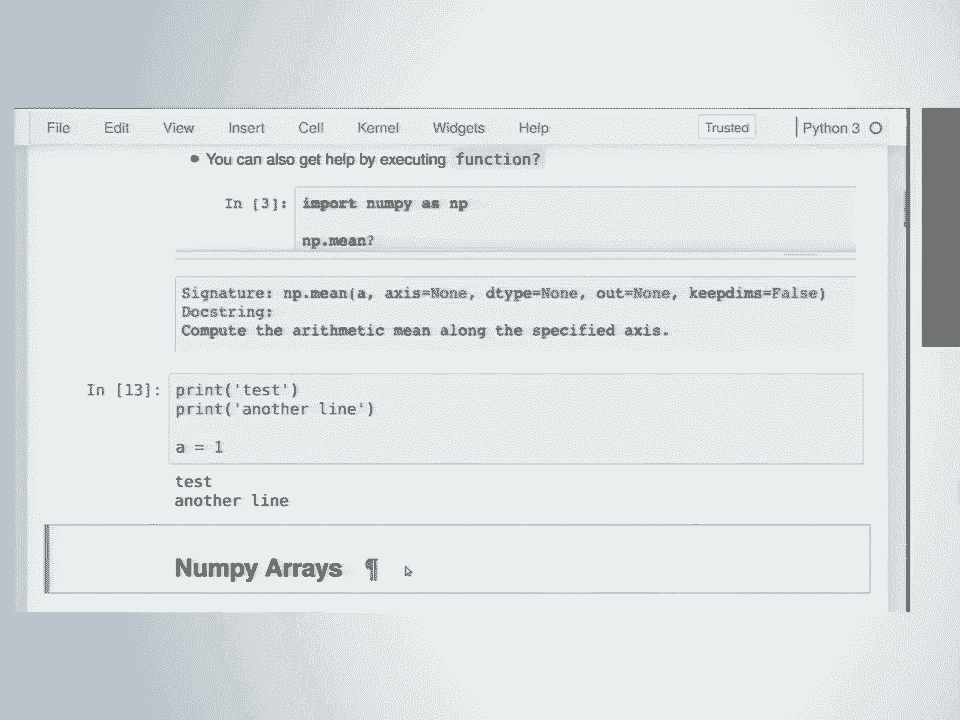 File Edit View Insert Cell Kernel Widgets Help Trusted Python 3
You can also get help by executing function?
In [3]: import numpy as np
np.mean?
Signature: np.mean(a, axis=None, dtype=None, out=None, keepdims=False)
Docstring:
Compute the arithmetic mean along the specified axis.
In [13]: print('test')
print('another line')
a = 1
test
another line
Numpy Arrays ¶